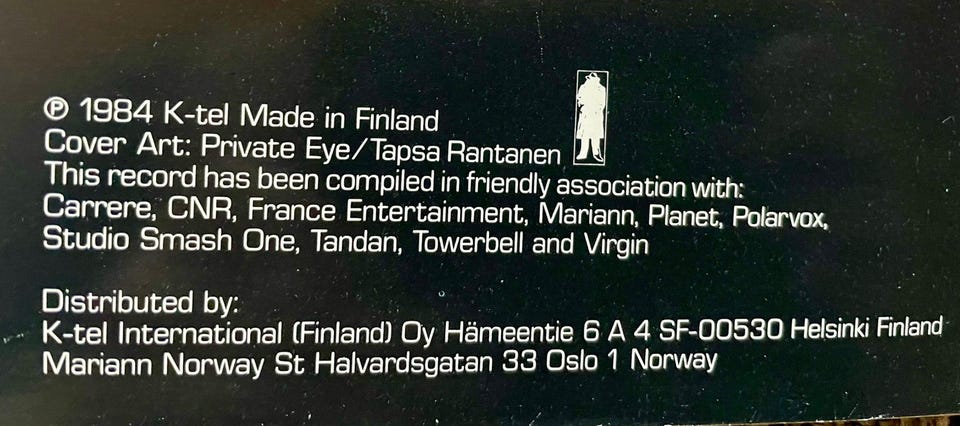 ℗ 1984 K-tel Made in Finland
Cover Art: Private Eye/Tapsa Rantanen
This record has been compiled in friendly association with:
Carrere, CNR, France Entertainment, Mariann, Planet, Polarvox,
Studio Smash One, Tandan, Towerbell and Virgin
Distributed by:
K-tel International (Finland) Oy Hämeentie 6 A 4 SF-00530 Helsinki Finland
Mariann Norway St Halvardsgatan 33 Oslo 1 Norway